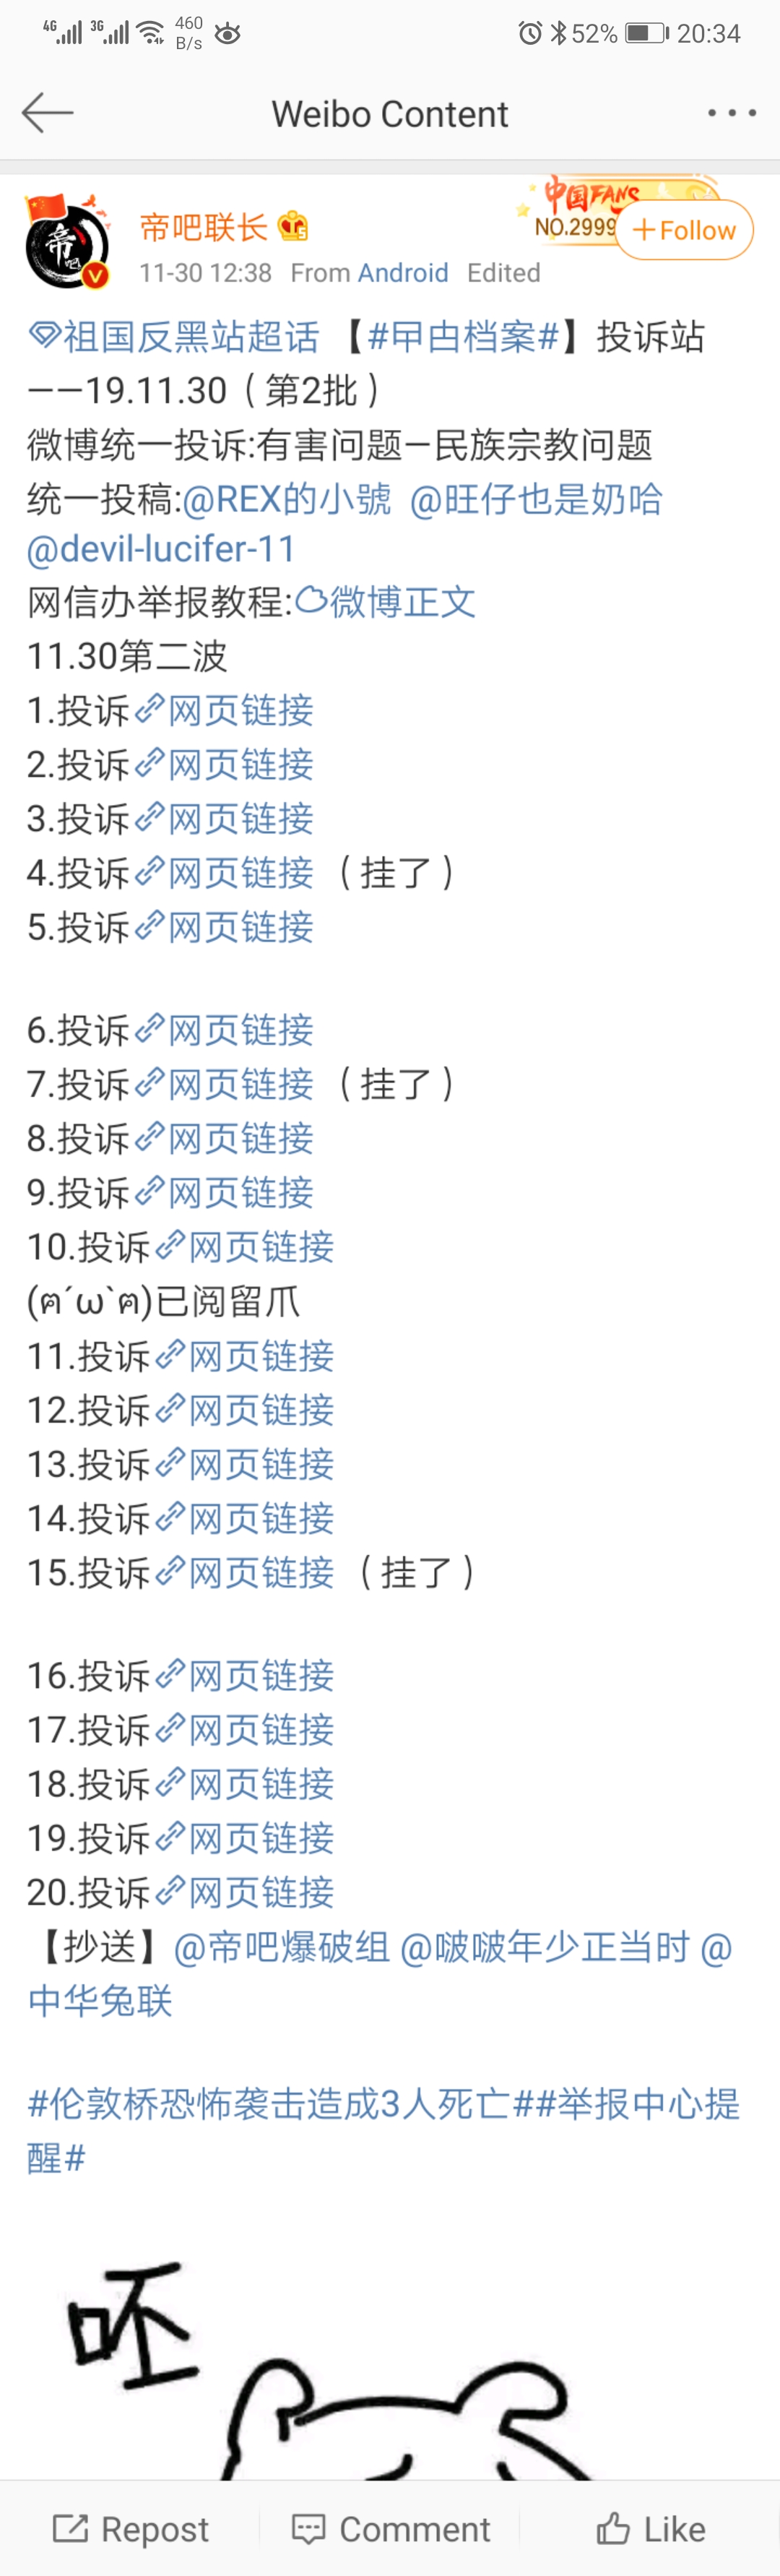 4G 3G 460 B/s 52% 20:34
Weibo Content
中国FANS
帝吧联长
NO.2999
+Follow
11-30 12:38 From Android Edited
祖国反黑站超话 【#曱甴档案#】投诉站
——19.11.30（第2批）
微博统一投诉:有害问题—民族宗教问题
统一投稿:@REX的小號 @旺仔也是奶哈
@devil-lucifer-11
网信办举报教程:微博正文
11.30第二波
1.投诉网页链接
2.投诉网页链接
3.投诉网页链接
4.投诉网页链接（挂了）
5.投诉网页链接
6.投诉网页链接
7.投诉网页链接（挂了）
8.投诉网页链接
9.投诉网页链接
10.投诉网页链接
(ฅ´ω`ฅ)已阅留爪
11.投诉网页链接
12.投诉网页链接
13.投诉网页链接
14.投诉网页链接
15.投诉网页链接（挂了）
16.投诉网页链接
17.投诉网页链接
18.投诉网页链接
19.投诉网页链接
20.投诉网页链接
【抄送】@帝吧爆破组 @啵啵年少正当时 @
中华兔联
#伦敦桥恐怖袭击造成3人死亡##举报中心提
醒#
呸
Repost Comment Like